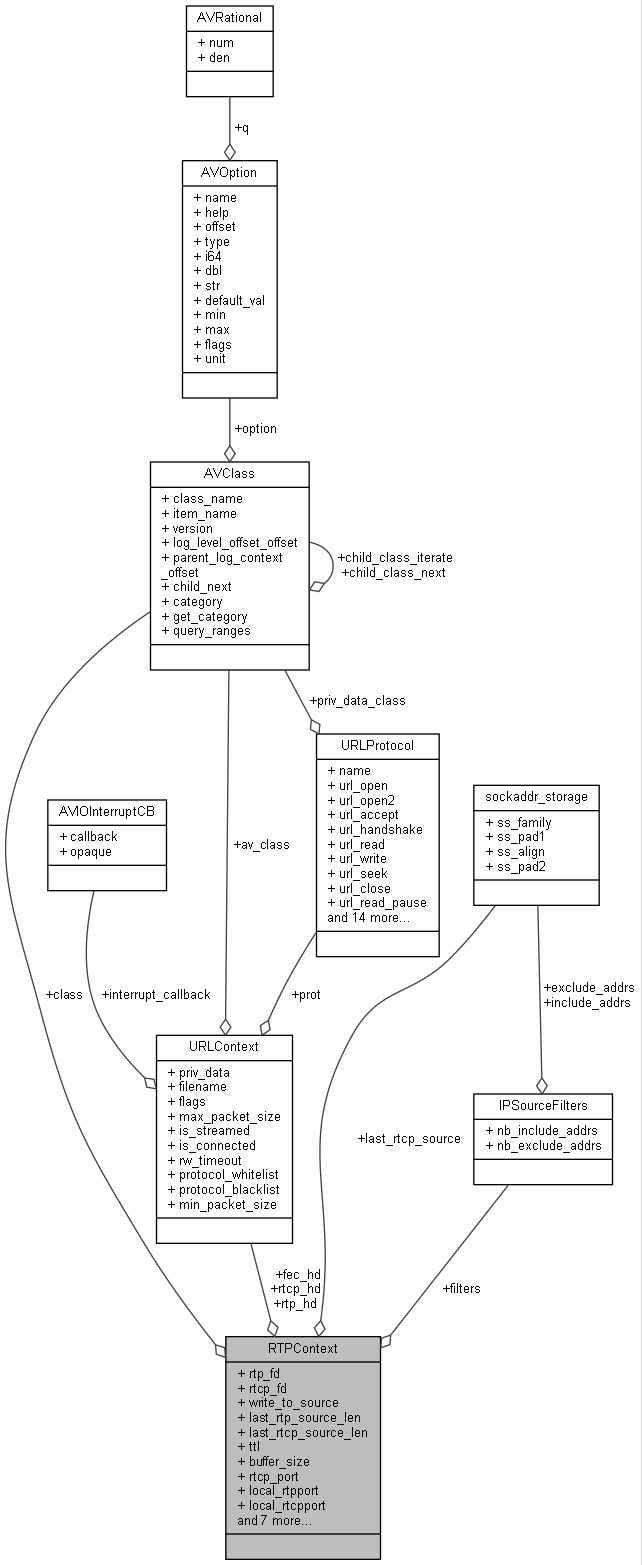 AVRational
+ num
+ den
+q
AVOption
+ name
+ help
+ offset
+ type
+ i64
+ dbl
+ str
+ default_val
+ min
+ max
+ flags
+ unit
+option
AVClass
+ class_name
+ item_name
+ version
+ log_level_offset_offset
+ parent_log_context
_offset
+ child_next
+ category
+ get_category
+ query_ranges
+child_class_iterate
+child_class_next
+priv_data_class
URLProtocol
+ name
+ url_open
+ url_open2
+ url_accept
+ url_handshake
+ url_read
+ url_write
+ url_seek
+ url_close
+ url_read_pause
and 14 more...
sockaddr_storage
+ ss_family
+ ss_pad1
+ ss_align
+ ss_pad2
AVIOInterruptCB
+ callback
+ opaque
+av_class
+class
+interrupt_callback
+prot
+exclude_addrs
+include_addrs
URLContext
+ priv_data
+ filename
+ flags
+ max_packet_size
+ is_streamed
+ is_connected
+ rw_timeout
+ protocol_whitelist
+ protocol_blacklist
+ min_packet_size
IPSourceFilters
+ nb_include_addrs
+ nb_exclude_addrs
+last_rtcp_source
+fec_hd
+rtcp_hd
+rtp_hd
+filters
RTPContext
+ rtp_fd
+ rtcp_fd
+ write_to_source
+ last_rtp_source_len
+ last_rtcp_source_len
+ ttl
+ buffer_size
+ rtcp_port
+ local_rtpport
+ local_rtcpport
and 7 more...